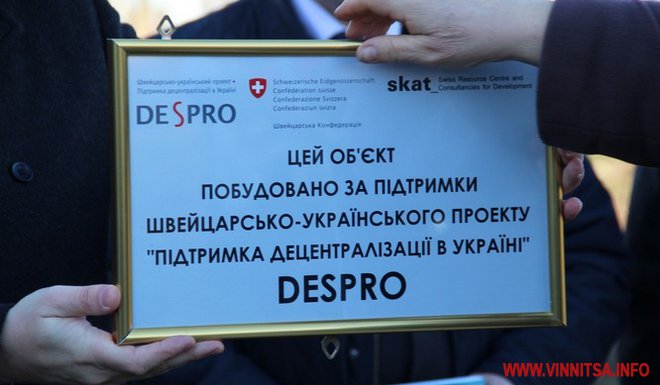 Швейцарсько-український проект •
Підтримка децентралізації в Україні
DESPRO
Schweizerische Eidgenossenschaft
Confédération suisse
Confederazione Svizzera
Confederaziun svizra
Швейцарська Конфедерація
skat_
Swiss Resource Centre and
Consultancies for Development
ЦЕЙ ОБ'ЄКТ
ПОБУДОВАНО ЗА ПІДТРИМКИ
ШВЕЙЦАРСЬКО-УКРАЇНСЬКОГО ПРОЕКТУ
"ПІДТРИМКА ДЕЦЕНТРАЛІЗАЦІЇ В УКРАЇНІ"
DESPRO
WWW.VINNITSA.INFO